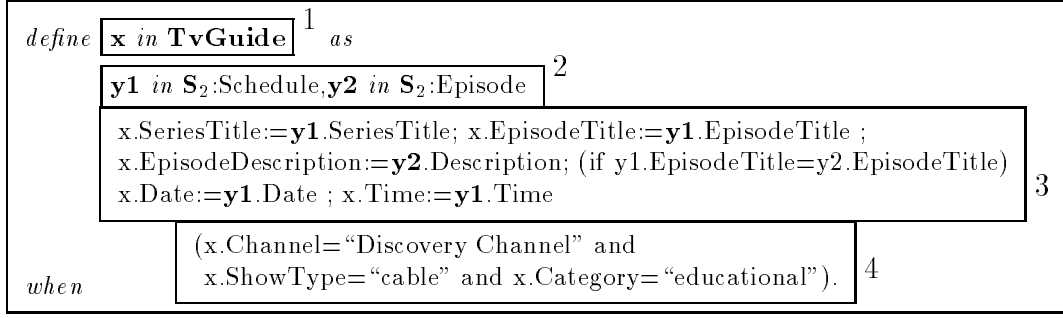 define x in TvGuide 1 as
y1 in S₂:Schedule,y2 in S₂:Episode 2
x.SeriesTitle:=y1.SeriesTitle; x.EpisodeTitle:=y1.EpisodeTitle ;
x.EpisodeDescription:=y2.Description; (if y1.EpisodeTitle=y2.EpisodeTitle)
x.Date:=y1.Date ; x.Time:=y1.Time 3
(x.Channel=“Discovery Channel” and
x.ShowType=“cable” and x.Category=“educational”). 4
when